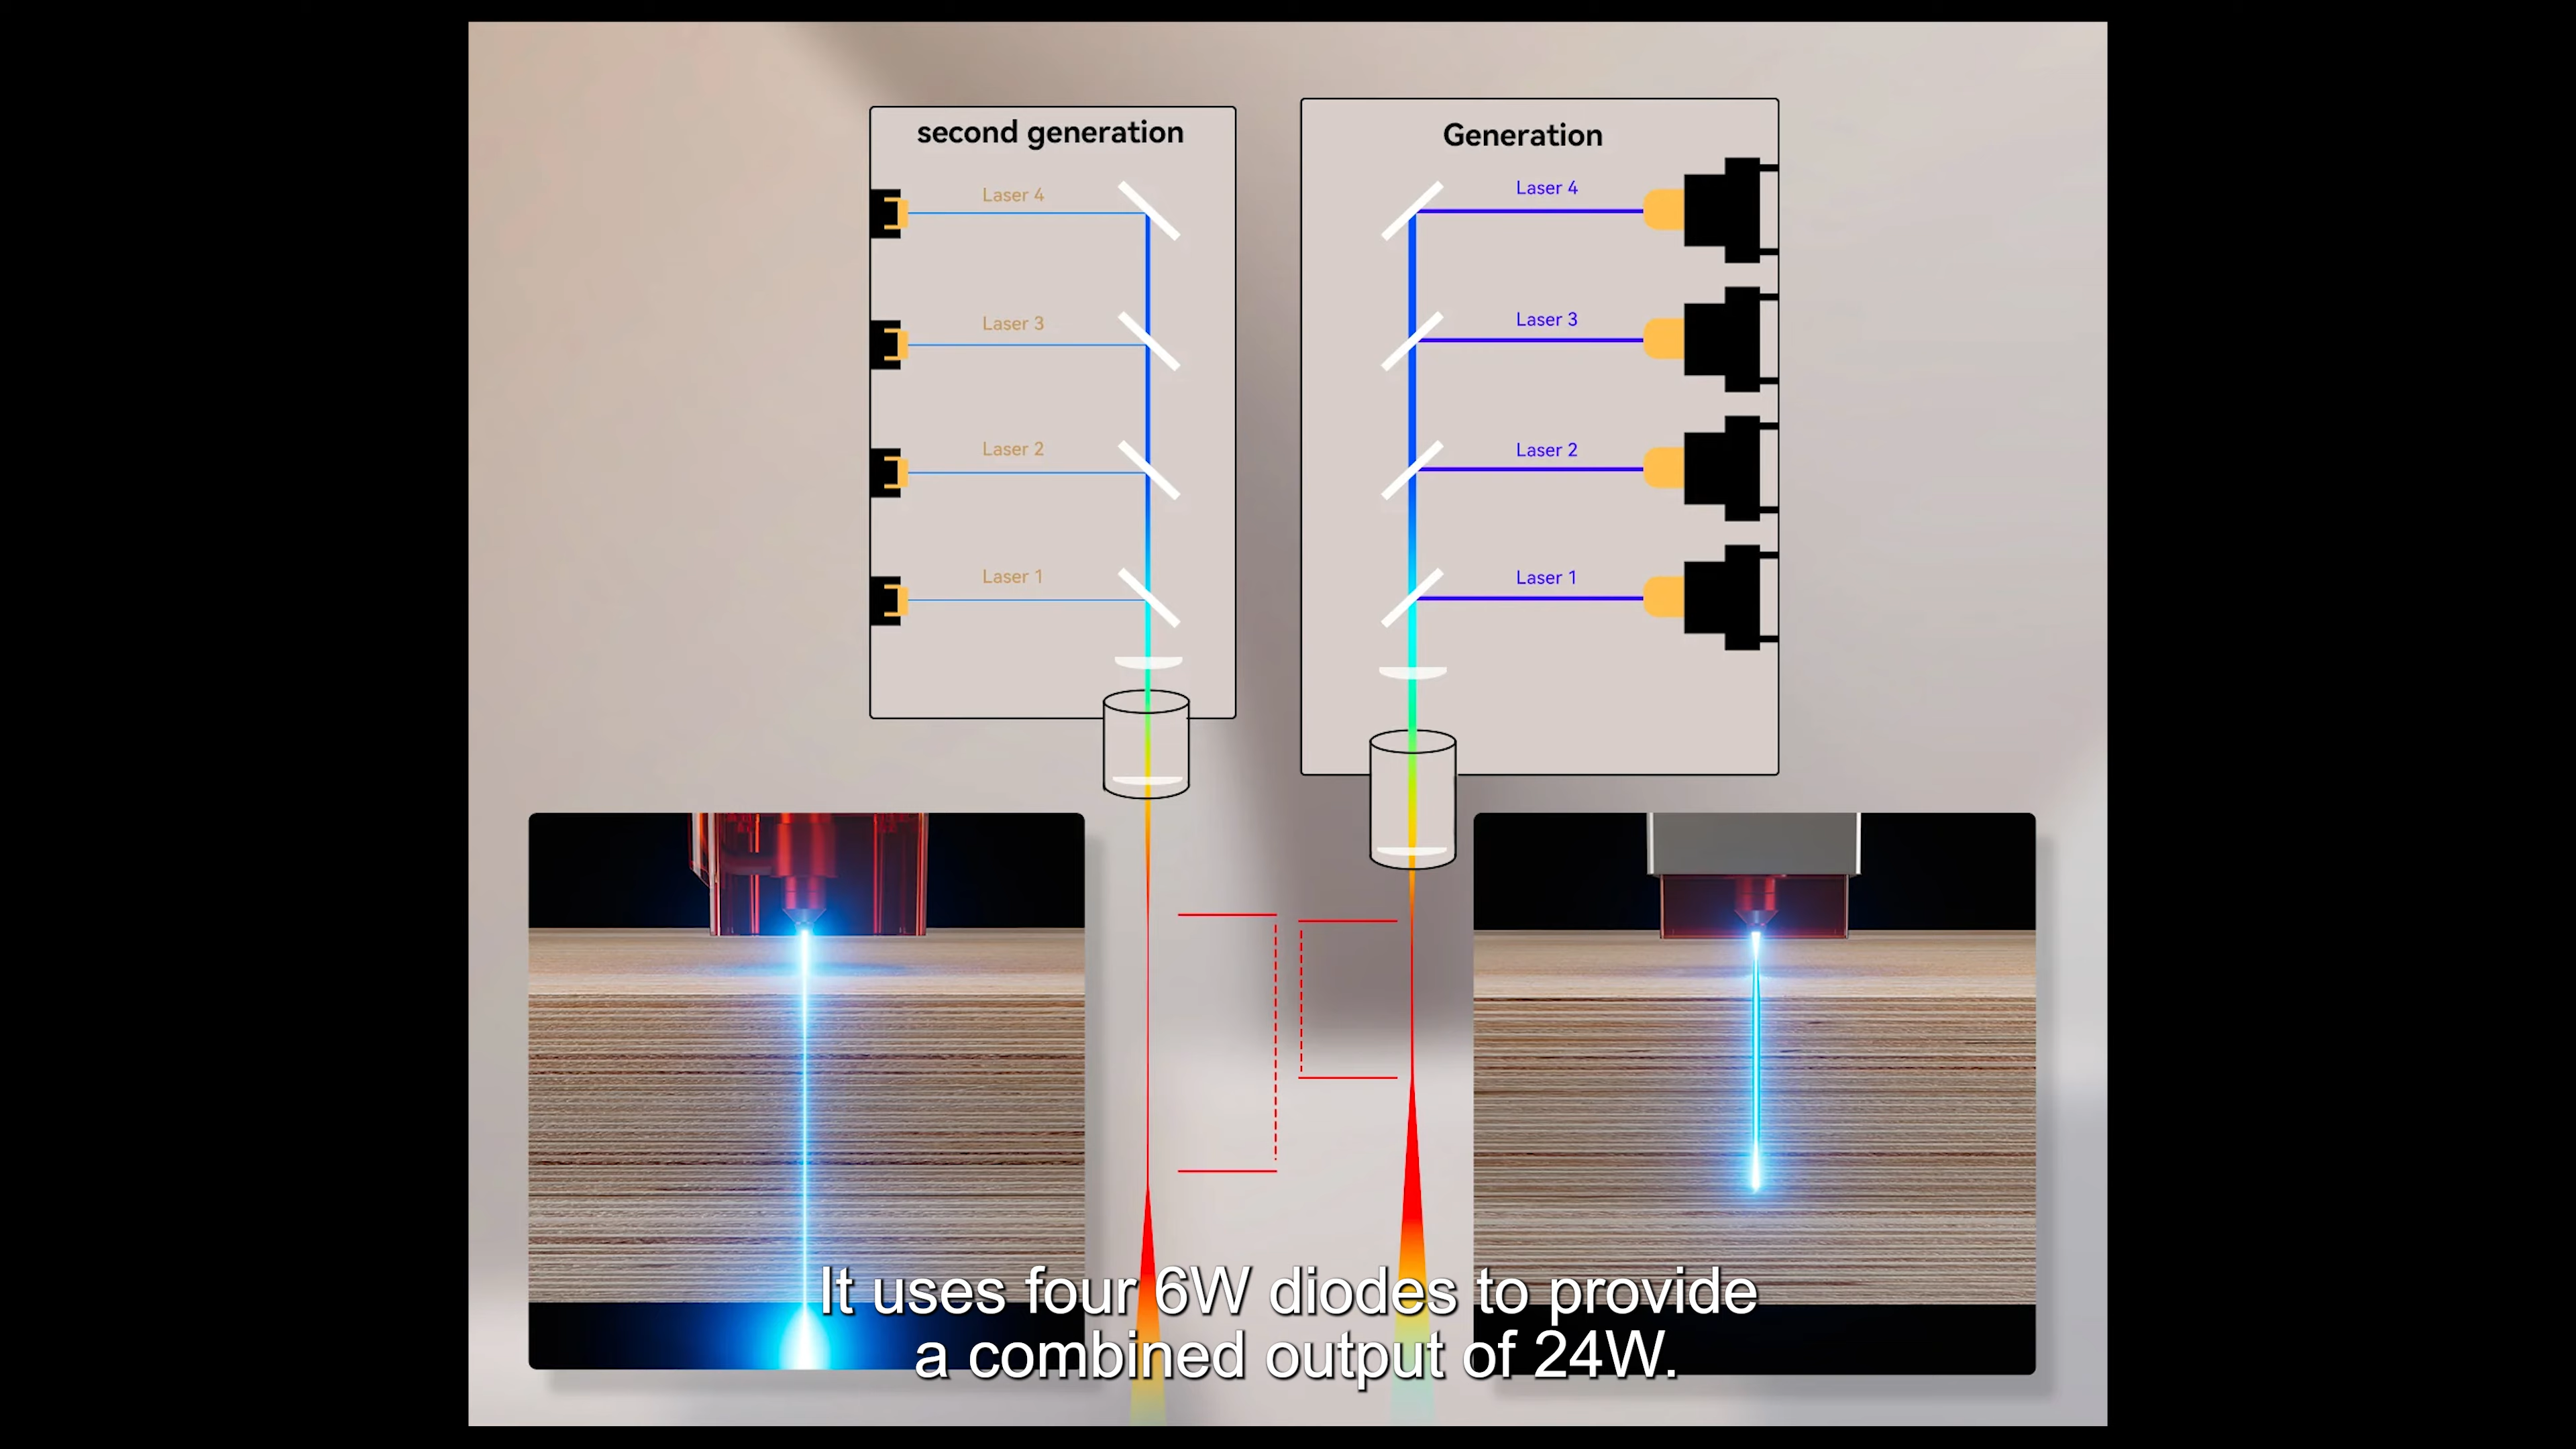 second generation
Laser 4
Laser 3
Laser 2
Laser 1
Generation
Laser 4
Laser 3
Laser 2
Laser 1
It uses four 6W diodes to provide
a combined output of 24W.